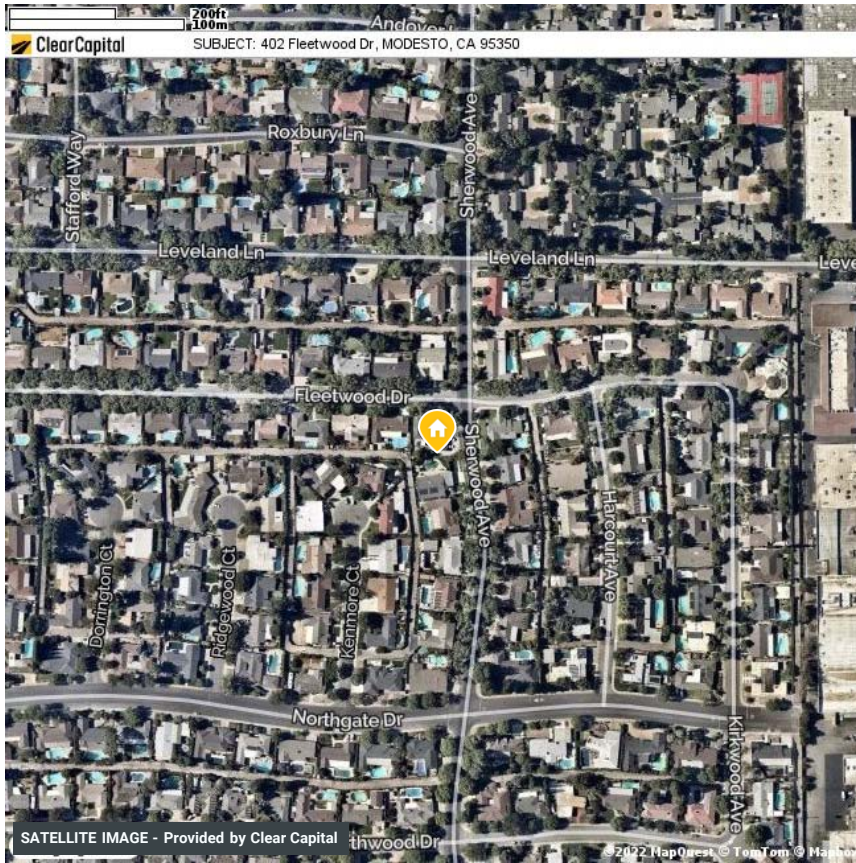 200ft
100m
Andover L
ClearCapital
SUBJECT: 402 Fleetwood Dr, MODESTO, CA 95350
Stafford Way
Roxbury Ln
Sherwood Ave
Leveland Ln
Leveland Ln
Leve
Fleetwood Dr
Sherwood Ave
Harcourt Ave
Dorrington Ct
Ridgewood Ct
Kenmore Ct
Northgate Dr
Kirkwood Ave
SATELLITE IMAGE - Provided by Clear Capital
thwood Dr
©2022 MapQuest © TomTom © Mapbo